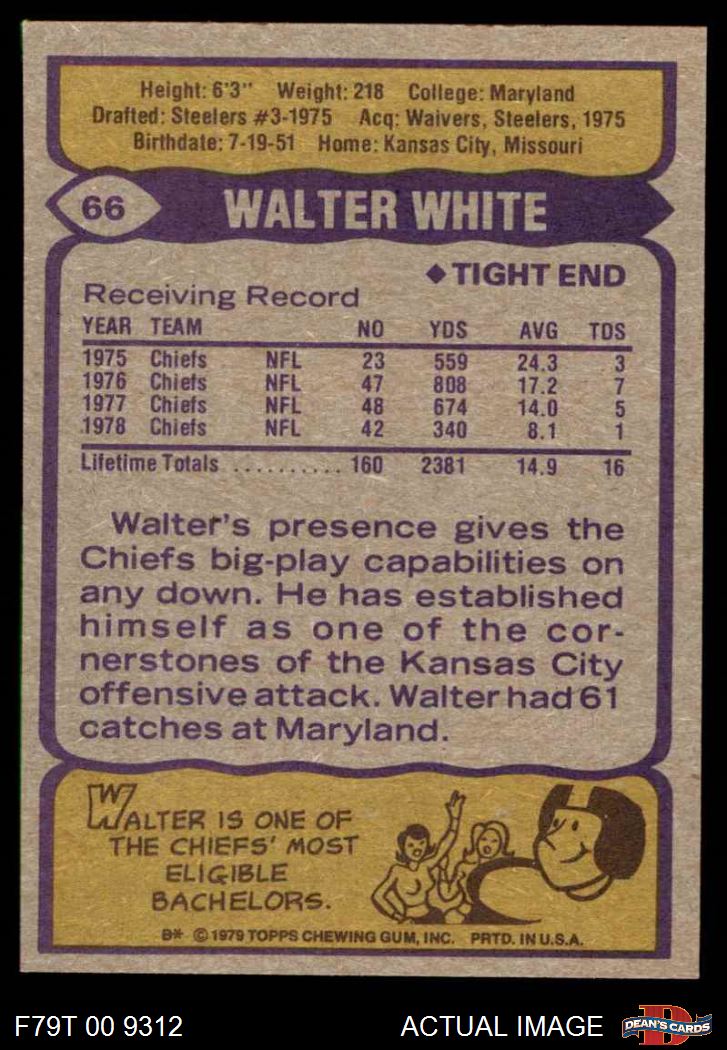 Height: 6'3" Weight: 218 College: Maryland
Drafted: Steelers #3-1975 Acq: Waivers, Steelers, 1975
Birthdate: 7-19-51 Home: Kansas City, Missouri
66 WALTER WHITE
◆ TIGHT END
Receiving Record
YEAR TEAM NO YDS AVG TDS
1975 Chiefs NFL 23 559 24.3 3
1976 Chiefs NFL 47 808 17.2 7
1977 Chiefs NFL 48 674 14.0 5
1978 Chiefs NFL 42 340 8.1 1
Lifetime Totals .......... 160 2381 14.9 16
Walter's presence gives the
Chiefs big-play capabilities on
any down. He has established
himself as one of the cor-
nerstones of the Kansas City
offensive attack. Walter had 61
catches at Maryland.
WALTER IS ONE OF
THE CHIEFS' MOST
ELIGIBLE
BACHELORS.
B* © 1979 TOPPS CHEWING GUM, INC. PRTD. IN U.S.A.
F79T 00 9312 ACTUAL IMAGE D DEAN'S CARDS